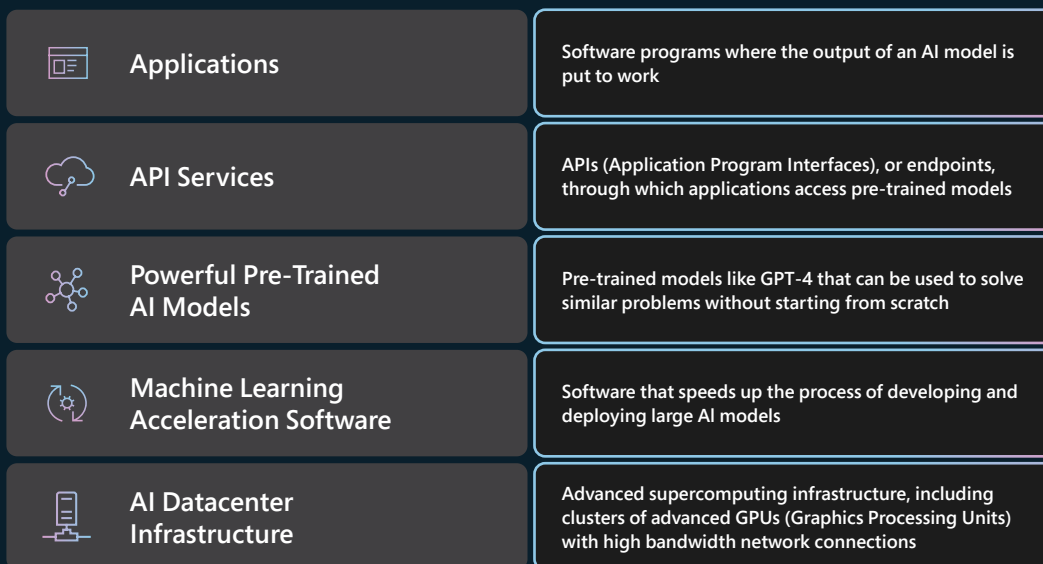 Applications
Software programs where the output of an AI model is
put to work
API Services
APIs (Application Program Interfaces), or endpoints,
through which applications access pre-trained models
Powerful Pre-Trained
AI Models
Pre-trained models like GPT-4 that can be used to solve
similar problems without starting from scratch
Machine Learning
Acceleration Software
Software that speeds up the process of developing and
deploying large AI models
AI Datacenter
Infrastructure
Advanced supercomputing infrastructure, including
clusters of advanced GPUs (Graphics Processing Units)
with high bandwidth network connections